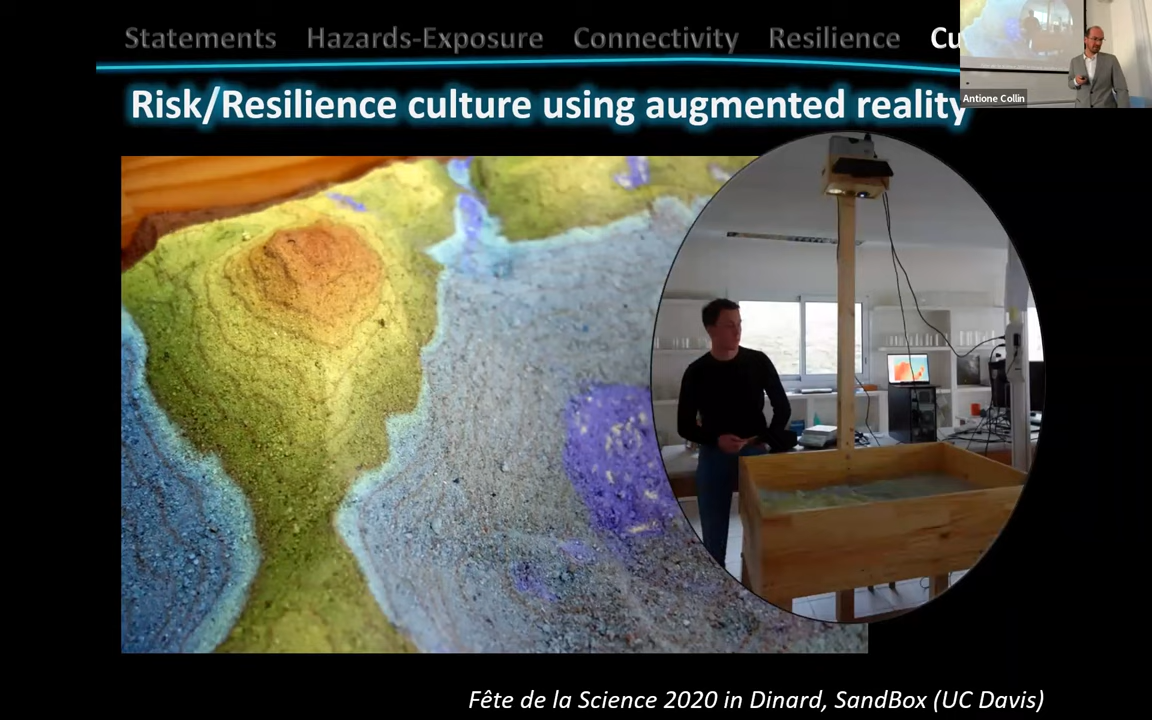 Statements Hazards-Exposure Connectivity Resilience Cu
Risk/Resilience culture using augmented reality
Antione Collin
Fête de la Science 2020 in Dinard, SandBox (UC Davis)